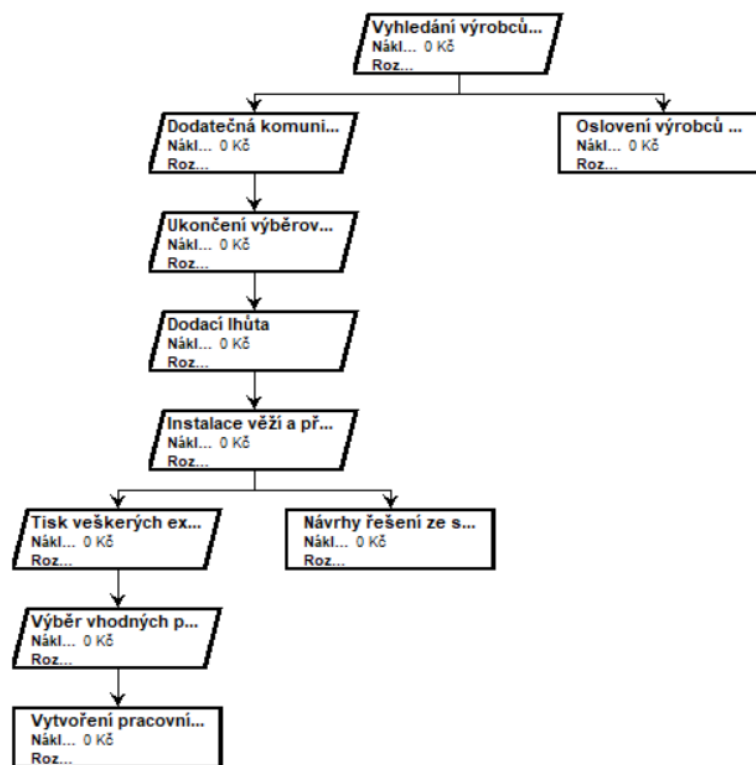 Vyhledání výrobců...
Nákl... 0 Kč
Roz...
Dodatečná komuni...
Nákl... 0 Kč
Roz...
Oslovení výrobců ...
Nákl... 0 Kč
Roz...
Ukončení výběrov...
Nákl... 0 Kč
Roz...
Dodací lhůta
Nákl... 0 Kč
Roz...
Instalace věží a př...
Nákl... 0 Kč
Roz...
Tisk veškerých ex...
Nákl... 0 Kč
Roz...
Návrhy řešení ze s...
Nákl... 0 Kč
Roz...
Výběr vhodných p...
Nákl... 0 Kč
Roz...
Vytvoření pracovní...
Nákl... 0 Kč
Roz...